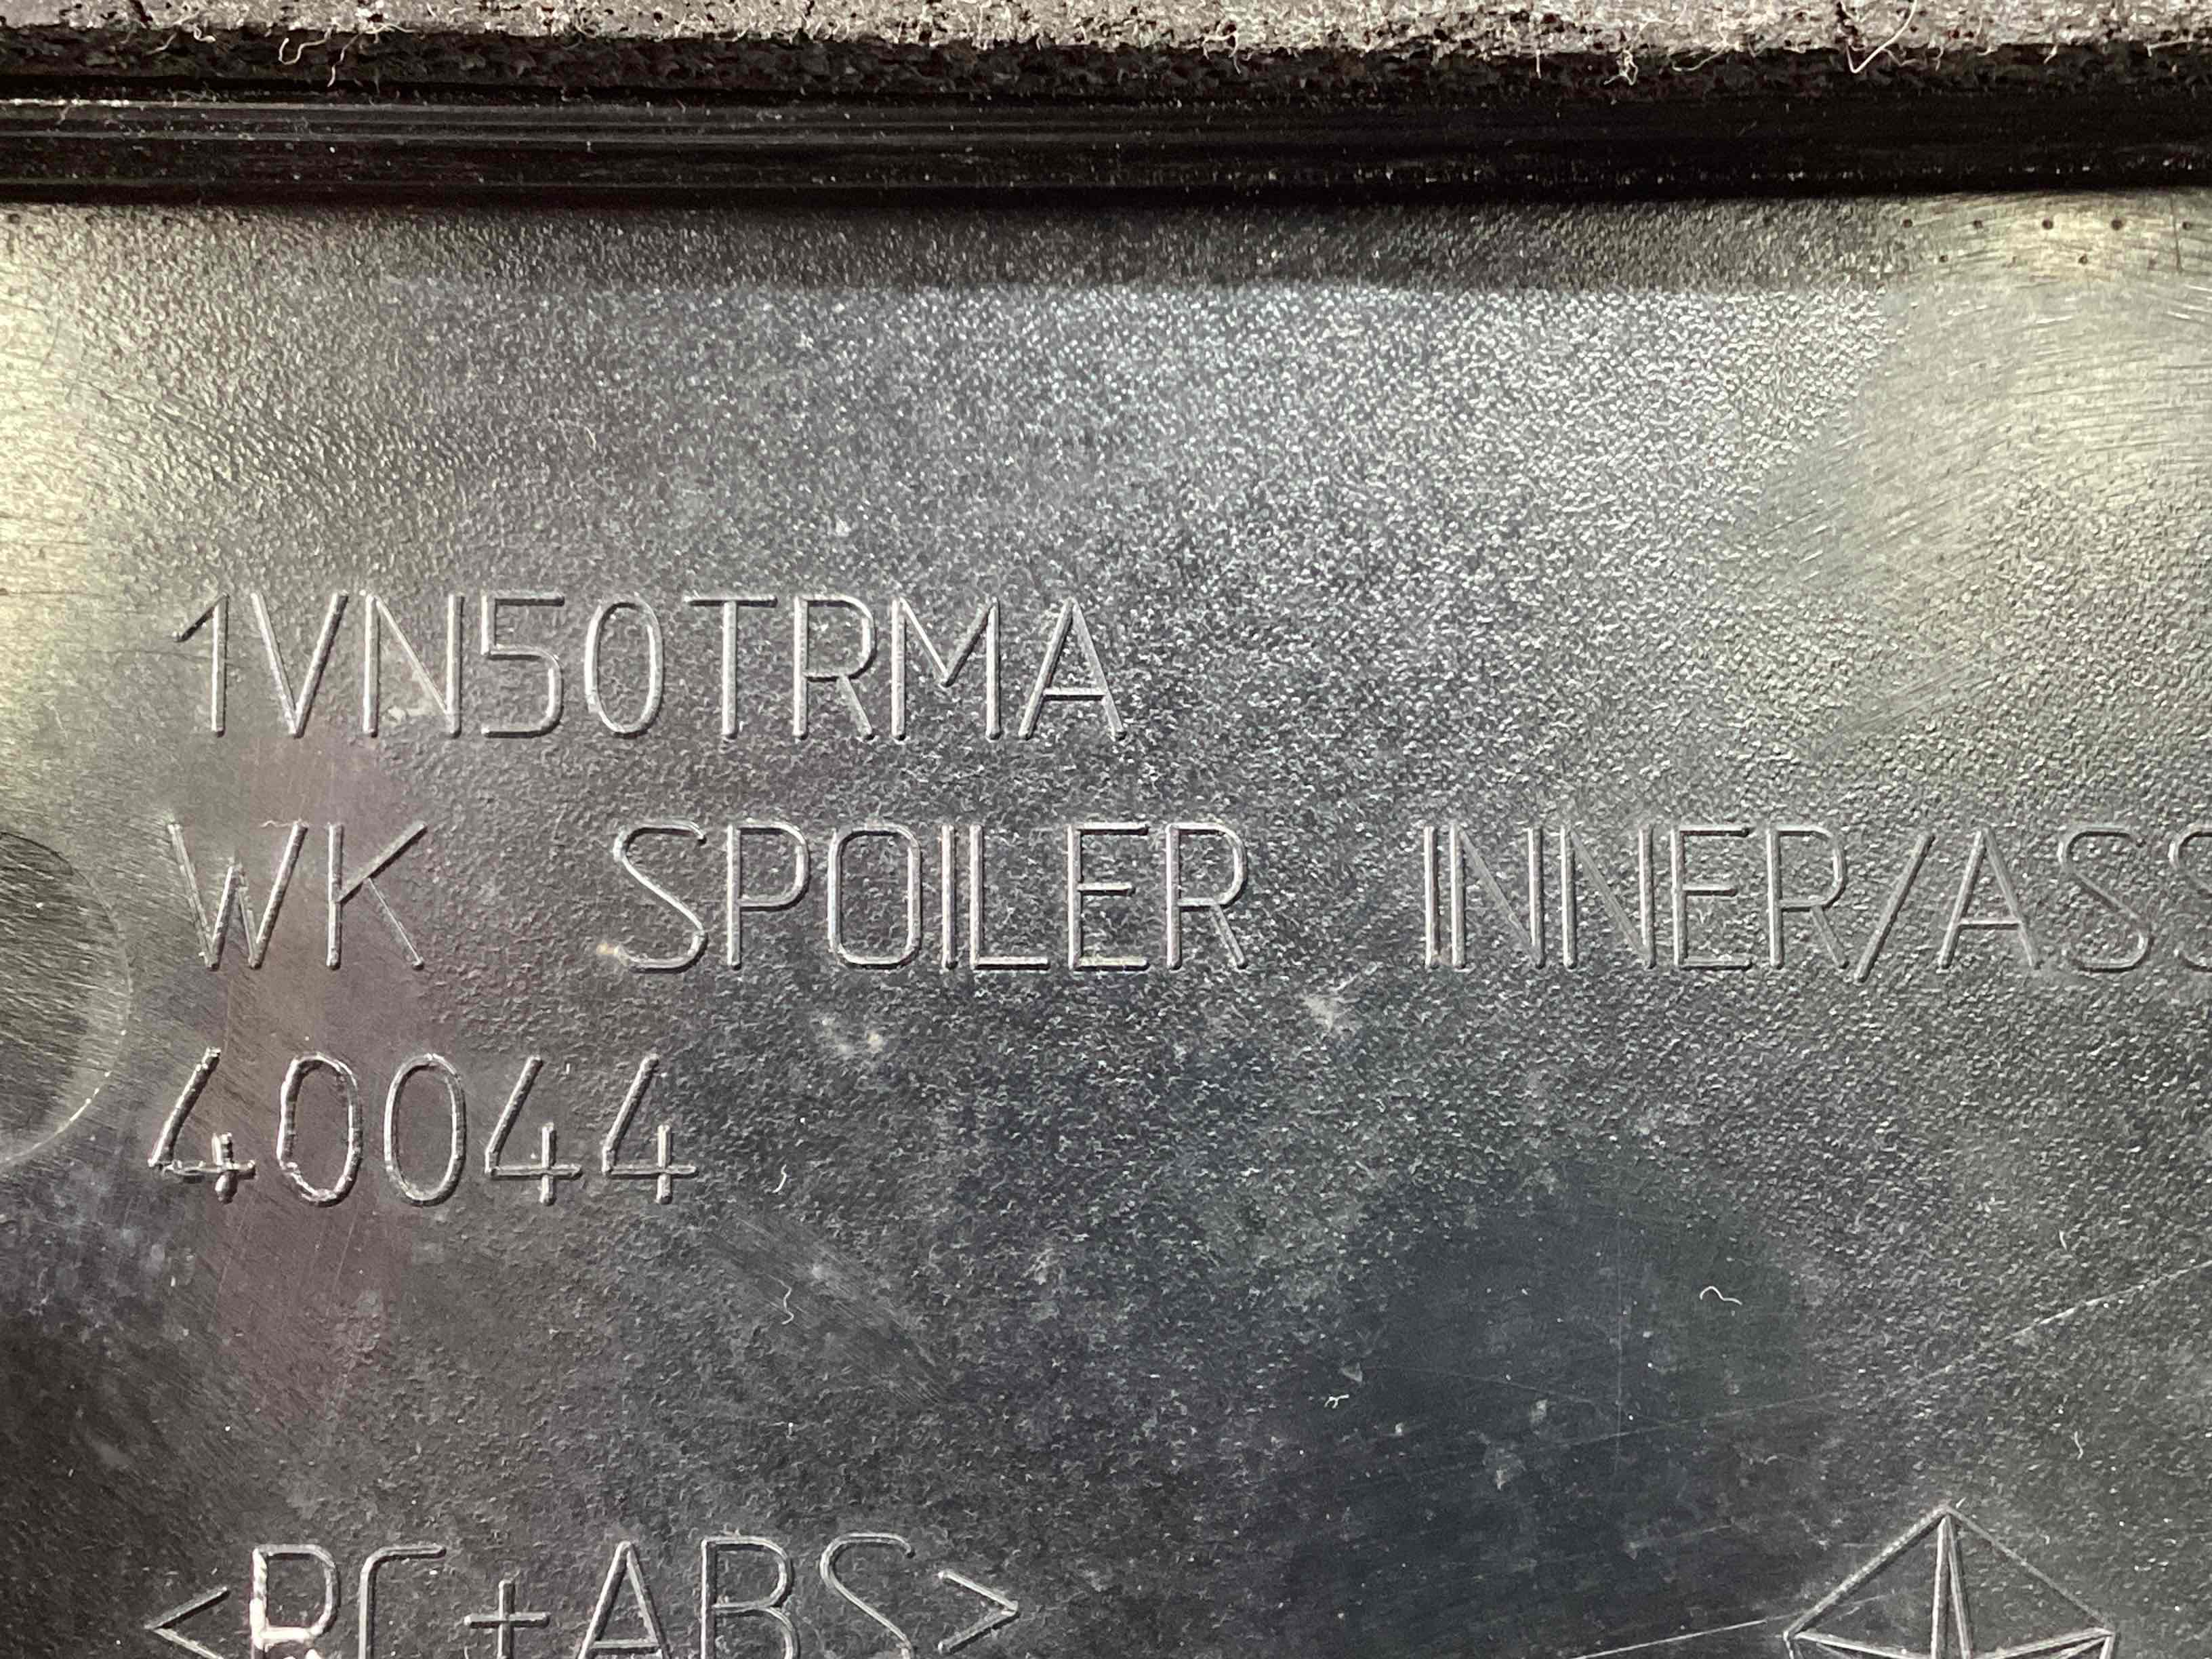 1VN50TRMA
WK SPOILER INNER/ASS
40044
<PC+ABS>